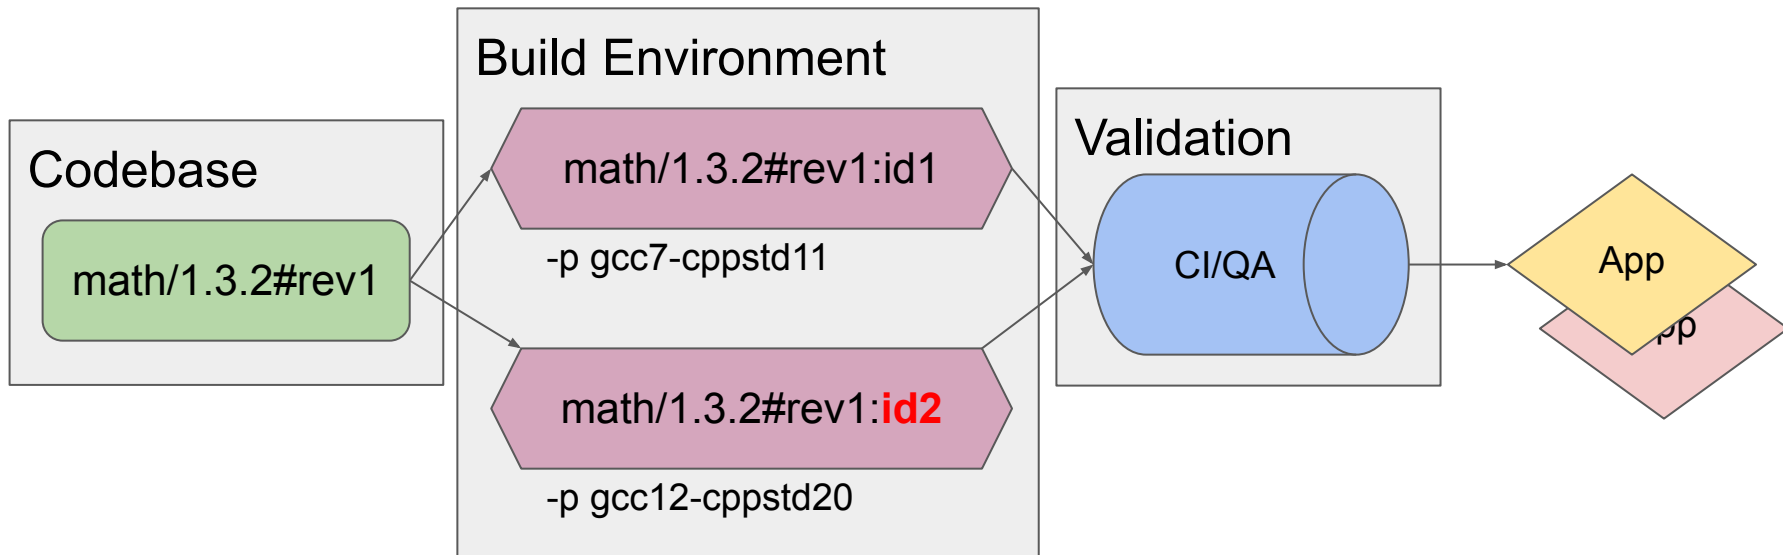 Codebase
math/1.3.2#rev1
Build Environment
math/1.3.2#rev1:id1
-p gcc7-cppstd11
math/1.3.2#rev1:id2
-p gcc12-cppstd20
Validation
CI/QA
App
pp